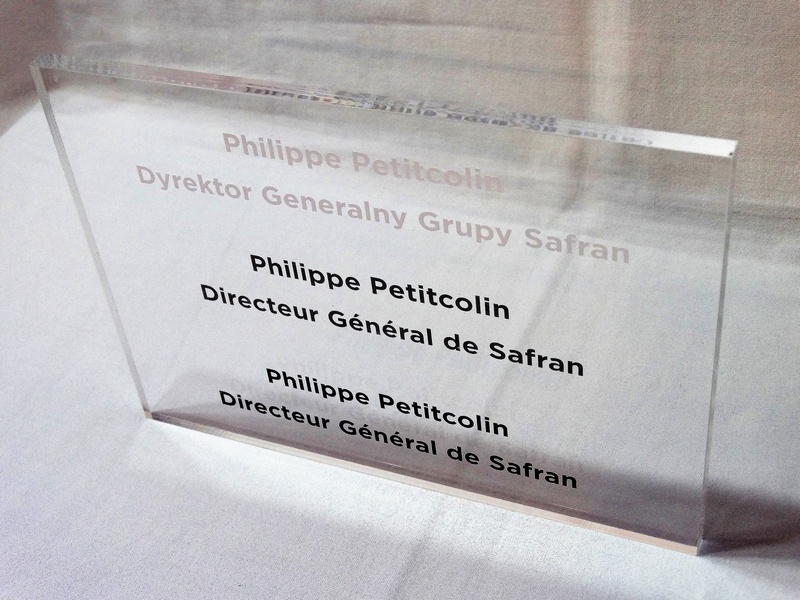 Philippe Petitcolin
Dyrektor Generalny Grupy Safran
Philippe Petitcolin
Directeur Général de Safran
Philippe Petitcolin
Directeur Général de Safran